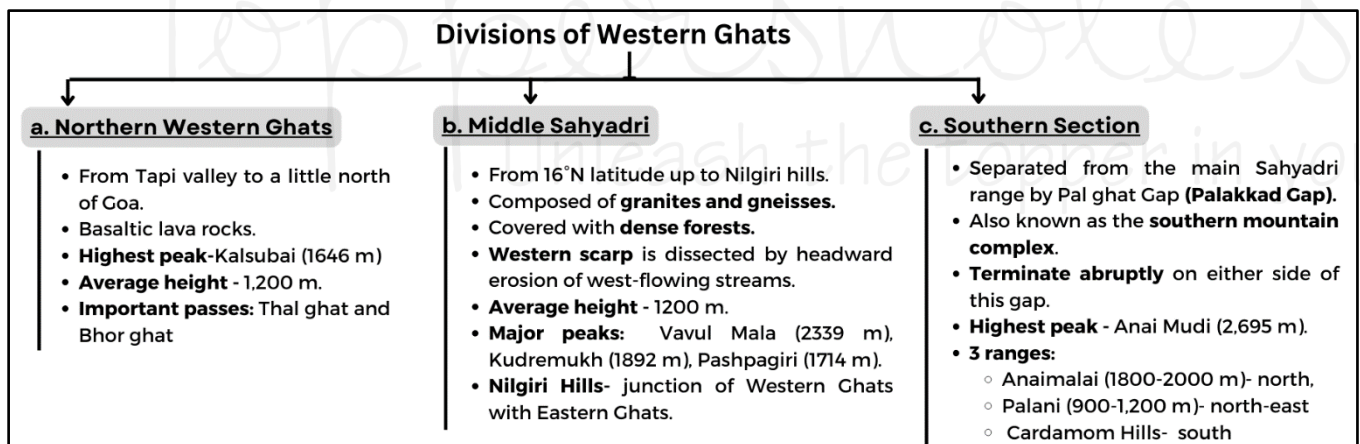 Toppersnotes
Unleash the topper in yo
Divisions of Western Ghats
a. Northern Western Ghats
• From Tapi valley to a little north
of Goa.
• Basaltic lava rocks.
• Highest peak-Kalsubai (1646 m)
• Average height - 1,200 m.
• Important passes: Thal ghat and
Bhor ghat
b. Middle Sahyadri
• From 16°N latitude up to Nilgiri hills.
• Composed of granites and gneisses.
• Covered with dense forests.
• Western scarp is dissected by headward
erosion of west-flowing streams.
• Average height - 1200 m.
• Major peaks: Vavul Mala (2339 m),
Kudremukh (1892 m), Pashpagiri (1714 m).
• Nilgiri Hills- junction of Western Ghats
with Eastern Ghats.
c. Southern Section
• Separated from the main Sahyadri
range by Pal ghat Gap (Palakkad Gap).
• Also known as the southern mountain
complex.
• Terminate abruptly on either side of
this gap.
• Highest peak - Anai Mudi (2,695 m).
• 3 ranges:
◦ Anaimalai (1800-2000 m)- north,
◦ Palani (900-1,200 m)- north-east
◦ Cardamom Hills- south